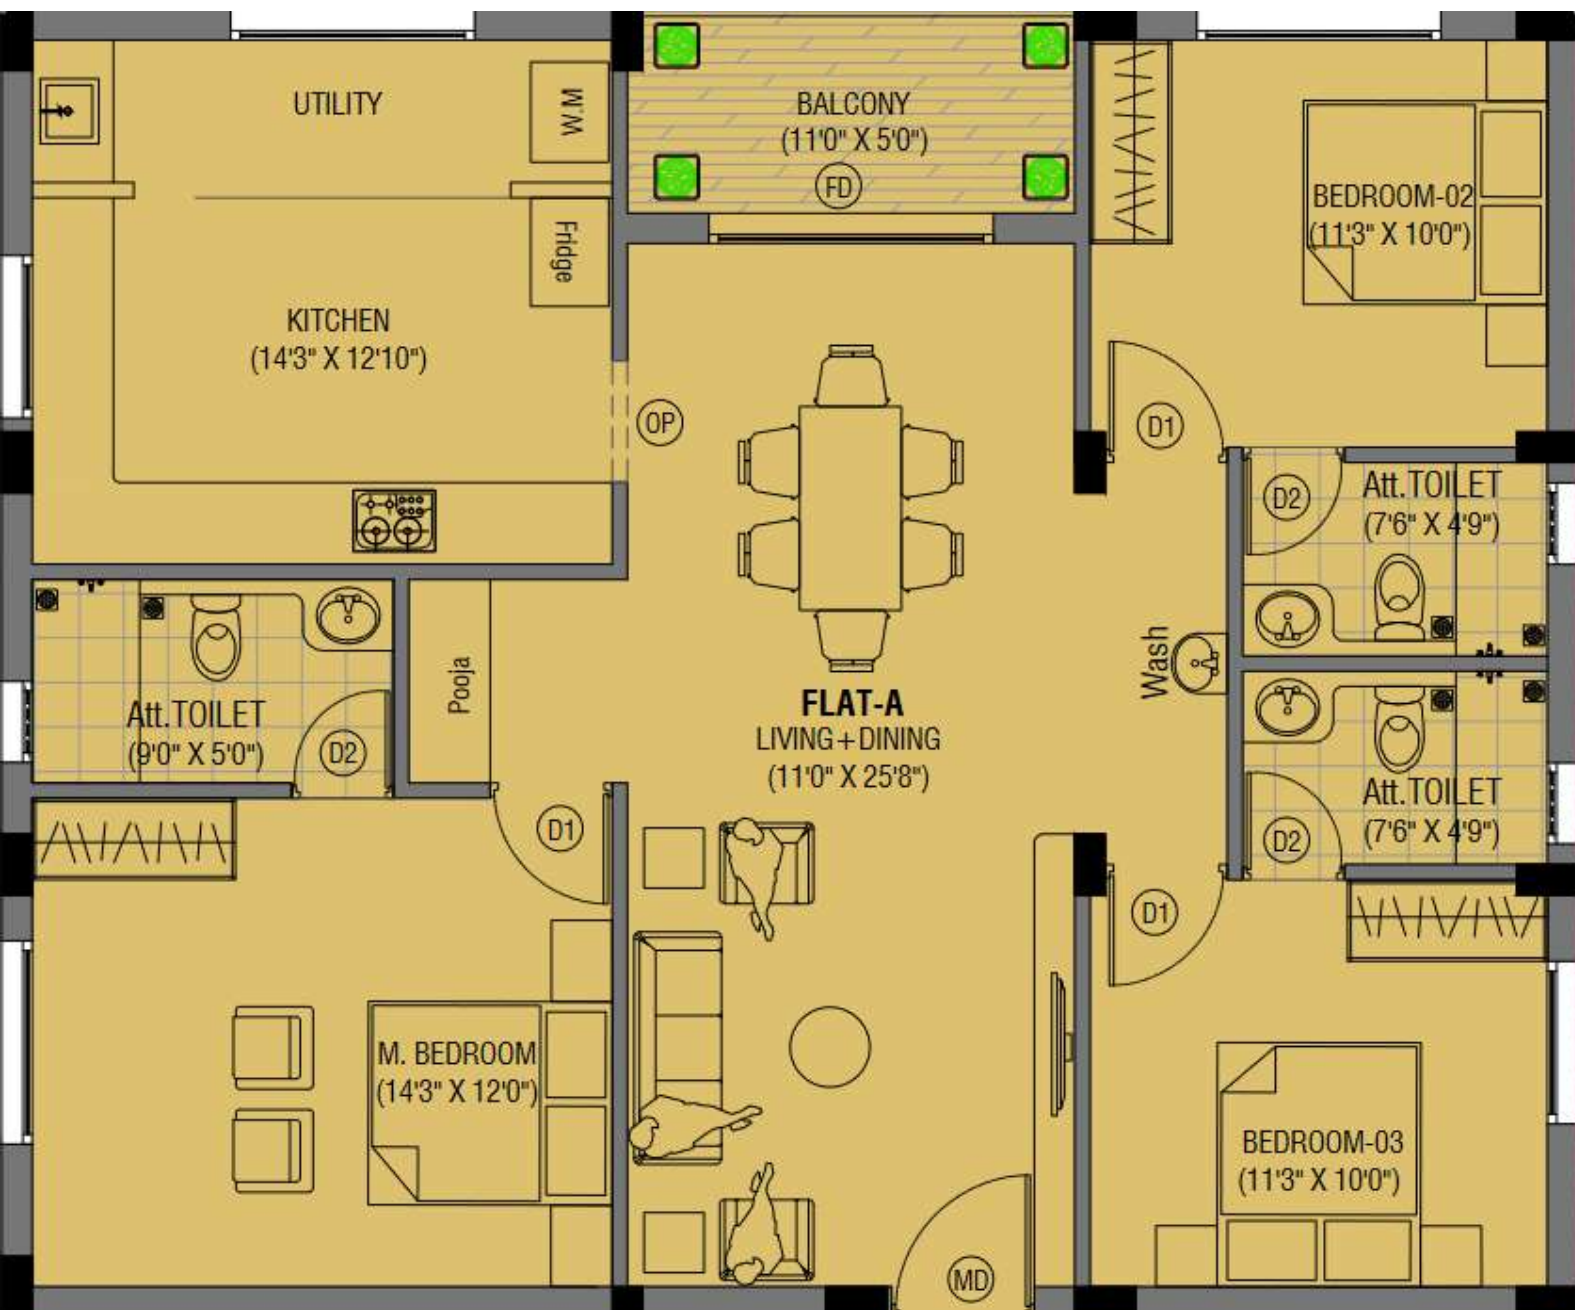 UTILITY
W.M
BALCONY
(11'0" X 5'0")
FD
BEDROOM-02
(11'3" X 10'0")
Fridge
KITCHEN
(14'3" X 12'10")
OP
D1
D2
Att.TOILET
(7'6" X 4'9")
Wash
Pooja
Att.TOILET
(9'0" X 5'0")
D2
FLAT-A
LIVING+DINING
(11'0" X 25'8")
Att.TOILET
(7'6" X 4'9")
D2
D1
D1
M. BEDROOM
(14'3" X 12'0")
BEDROOM-03
(11'3" X 10'0")
MD